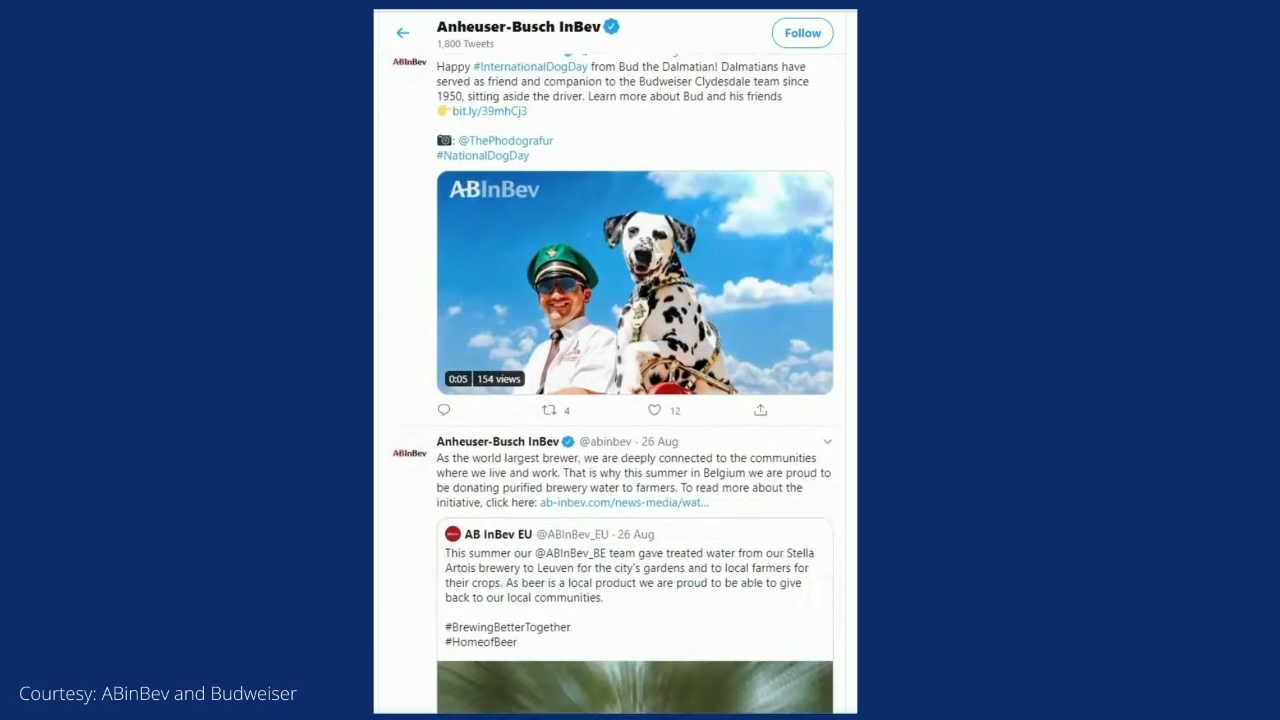 Anheuser-Busch InBev
1,800 Tweets
Follow
ABInBev
Happy #InternationalDogDay from Bud the Dalmatian! Dalmatians have
served as friend and companion to the Budweiser Clydesdale team since
1950, sitting aside the driver. Learn more about Bud and his friends
bit.ly/39mhCj3
: @ThePhodografur
#NationalDogDay
ABInBev
0:05 154 views
4 12
Anheuser-Busch InBev @abinbev · 26 Aug
ABInBev
As the world largest brewer, we are deeply connected to the communities
where we live and work. That is why this summer in Belgium we are proud to
be donating purified brewery water to farmers. To read more about the
initiative, click here: ab-inbev.com/news-media/wat...
AB InBev EU @ABInBev_EU · 26 Aug
This summer our @ABInBev_BE team gave treated water from our Stella
Artois brewery to Leuven for the city's gardens and to local farmers for
their crops. As beer is a local product we are proud to be able to give
back to our local communities.
#BrewingBetterTogether
#HomeofBeer
Courtesy: ABinBev and Budweiser